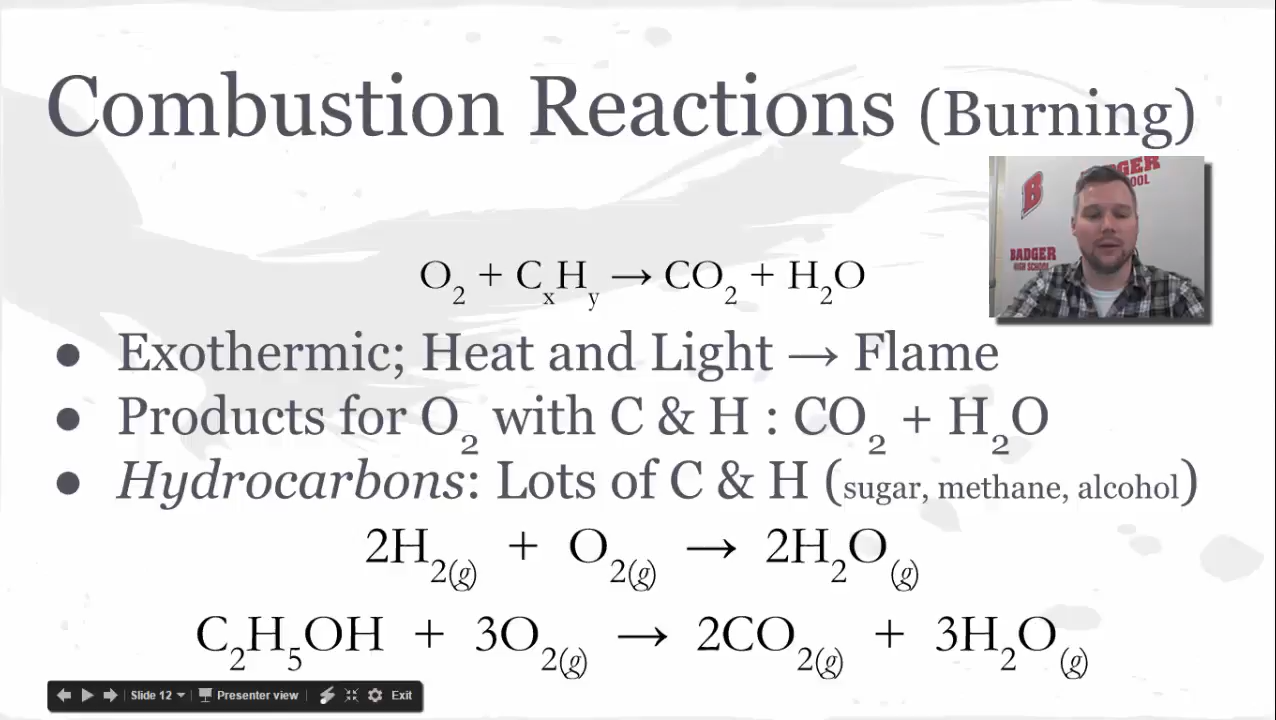 Combustion Reactions (Burning)
BADGER
SCHOOL
B
BADGER
HIGH SCHOOL
O₂ + CₓHᵧ → CO₂ + H₂O
● Exothermic; Heat and Light → Flame
● Products for O₂ with C & H : CO₂ + H₂O
● Hydrocarbons: Lots of C & H (sugar, methane, alcohol)
2H₂(g) + O₂(g) → 2H₂O(g)
C₂H₅OH + 3O₂(g) → 2CO₂(g) + 3H₂O(g)
Slide 12 Presenter view Exit